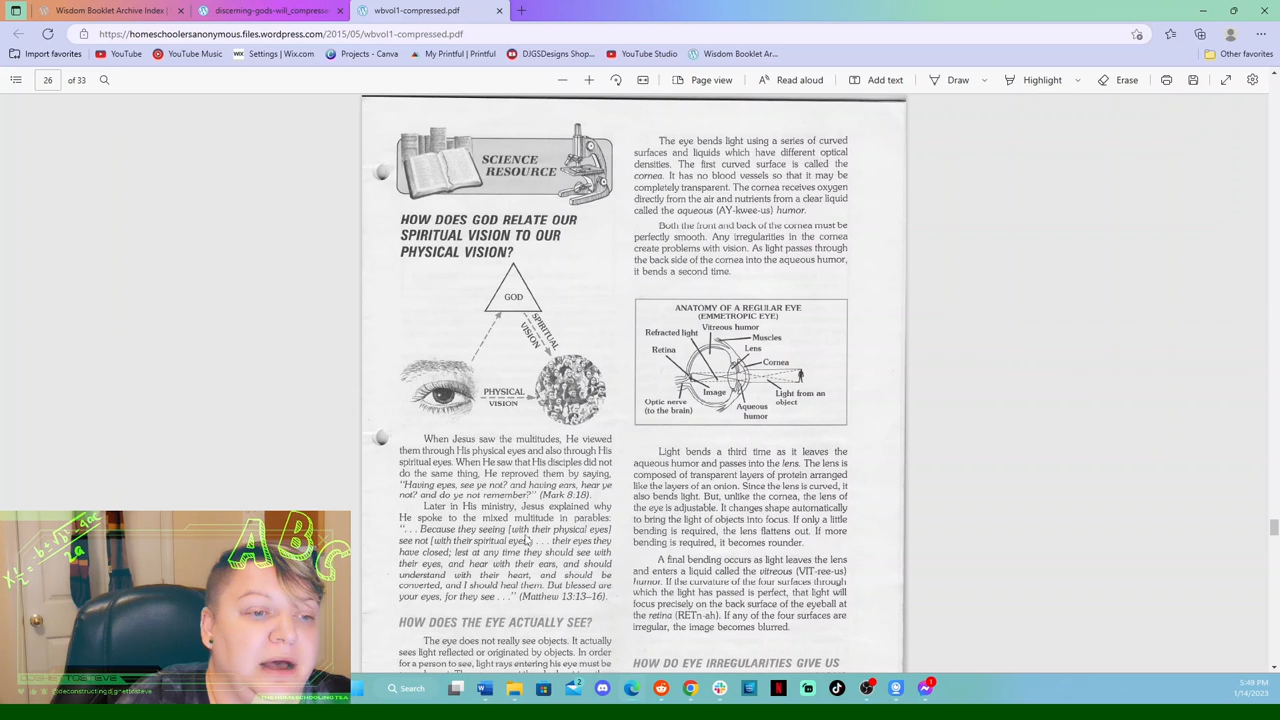 Wisdom Booklet Archive Index |
discerning-gods-will_compresse
wbvol1-compressed.pdf
https://homeschoolersanonymous.files.wordpress.com/2015/05/wbvol1-compressed.pdf
Import favorites
YouTube
YouTube Music
Settings | Wix.com
Projects - Canva
My Printful | Printful
DJGSDesigns Shop...
YouTube Studio
Wisdom Booklet Ar...
Other favorites
26 of 33
Page view
Read aloud
Add text
Draw
Highlight
Erase
SCIENCE
RESOURCE
HOW DOES GOD RELATE OUR
SPIRITUAL VISION TO OUR
PHYSICAL VISION?
GOD
SPIRITUAL
VISION
PHYSICAL
VISION
When Jesus saw the multitudes, He viewed
them through His physical eyes and also through His
spiritual eyes. When He saw that His disciples did not
do the same thing, He reproved them by saying,
"Having eyes, see ye not? and having ears, hear ye
not? and do ye not remember?" (Mark 8:18).
Later in His ministry, Jesus explained why
He spoke to the mixed multitude in parables:
". . . Because they seeing [with their physical eyes]
see not [with their spiritual eyes] . . . their eyes they
have closed; lest at any time they should see with
their eyes, and hear with their ears, and should
understand with their heart, and should be
converted, and I should heal them. But blessed are
your eyes, for they see . . ." (Matthew 13:13–16).
HOW DOES THE EYE ACTUALLY SEE?
The eye does not really see objects. It actually
sees light reflected or originated by objects. In order
for a person to see, light rays entering his eye must be
The eye bends light using a series of curved
surfaces and liquids which have different optical
densities. The first curved surface is called the
cornea. It has no blood vessels so that it may be
completely transparent. The cornea receives oxygen
directly from the air and nutrients from a clear liquid
called the aqueous (AY-kwee-us) humor.
Both the front and back of the cornea must be
perfectly smooth. Any irregularities in the cornea
create problems with vision. As light passes through
the back side of the cornea into the aqueous humor,
it bends a second time.
ANATOMY OF A REGULAR EYE
(EMMETROPIC EYE)
Vitreous humor
Refracted light
Muscles
Retina
Lens
Cornea
Image
Light from an
object
Optic nerve
(to the brain)
Aqueous
humor
Light bends a third time as it leaves the
aqueous humor and passes into the lens. The lens is
composed of transparent layers of protein arranged
like the layers of an onion. Since the lens is curved, it
also bends light. But, unlike the cornea, the lens of
the eye is adjustable. It changes shape automatically
to bring the light of objects into focus. If only a little
bending is required, the lens flattens out. If more
bending is required, it becomes rounder.
A final bending occurs as light leaves the lens
and enters a liquid called the vitreous (VIT-ree-us)
humor. If the curvature of the four surfaces through
which the light has passed is perfect, that light will
focus precisely on the back surface of the eyeball at
the retina (RETn-ah). If any of the four surfaces are
irregular, the image becomes blurred.
HOW DO EYE IRREGULARITIES GIVE US
ABC
@deconstructingdjghettosteve
Search
2
1
5:49 PM
1/14/2023